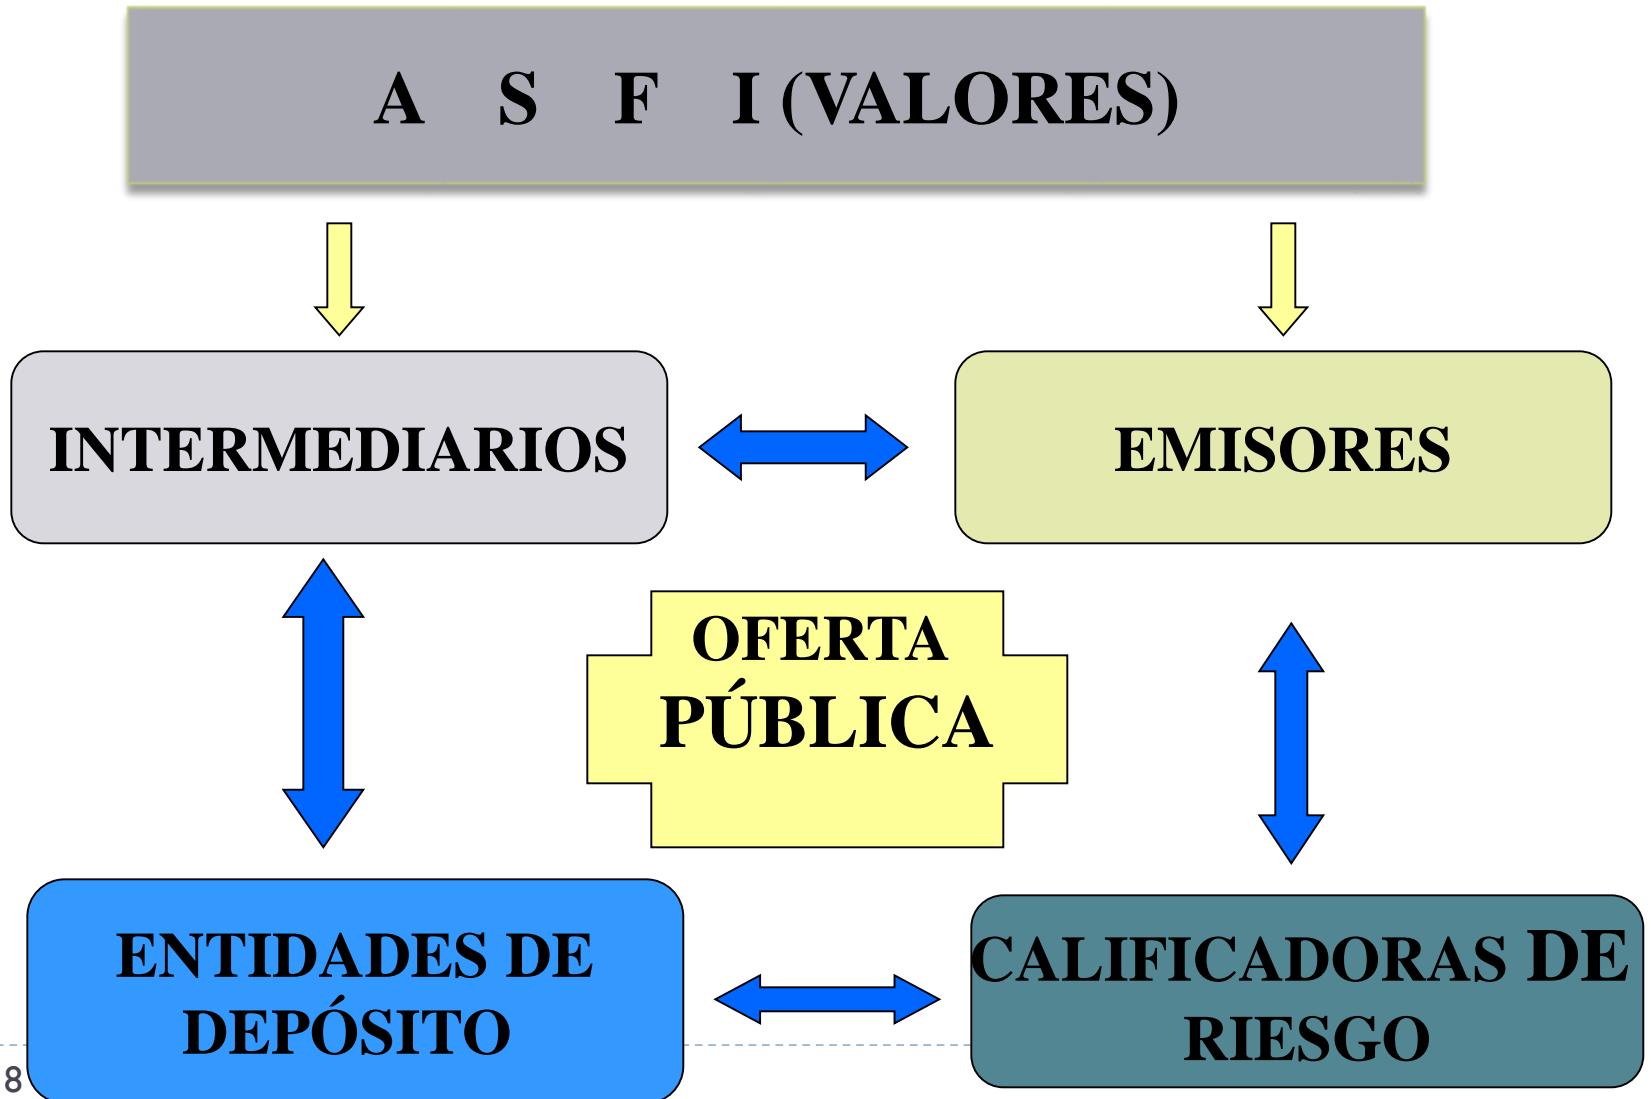 A S F I (VALORES)
INTERMEDIARIOS
EMISORES
OFERTA
PÚBLICA
ENTIDADES DE
DEPÓSITO
CALIFICADORAS DE
RIESGO
8